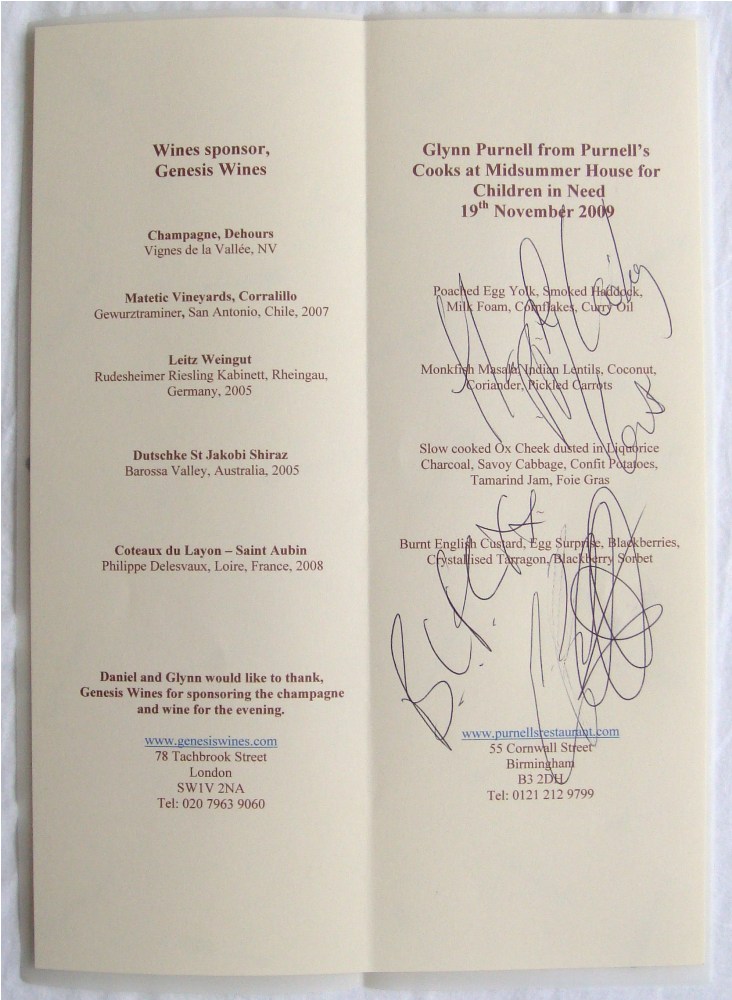 Wines sponsor,
Genesis Wines
Champagne, Dehours
Vignes de la Vallée, NV
Matetic Vineyards, Corralillo
Gewurztraminer, San Antonio, Chile, 2007
Leitz Weingut
Rudesheimer Riesling Kabinett, Rheingau,
Germany, 2005
Dutschke St Jakobi Shiraz
Barossa Valley, Australia, 2005
Coteaux du Layon – Saint Aubin
Philippe Delesvaux, Loire, France, 2008
Daniel and Glynn would like to thank,
Genesis Wines for sponsoring the champagne
and wine for the evening.
www.genesiswines.com
78 Tachbrook Street
London
SW1V 2NA
Tel: 020 7963 9060
Glynn Purnell from Purnell's
Cooks at Midsummer House for
Children in Need
19th November 2009
Poached Egg Yolk, Smoked Haddock,
Milk Foam, Cornflakes, Curry Oil
Monkfish Masala, Indian Lentils, Coconut,
Coriander, Pickled Carrots
Slow cooked Ox Cheek dusted in Liquorice
Charcoal, Savoy Cabbage, Confit Potatoes,
Tamarind Jam, Foie Gras
Burnt English Custard, Egg Surprise, Blackberries,
Crystallised Tarragon, Blackberry Sorbet
www.purnellsrestaurant.com
55 Cornwall Street
Birmingham
B3 2DH
Tel: 0121 212 9799